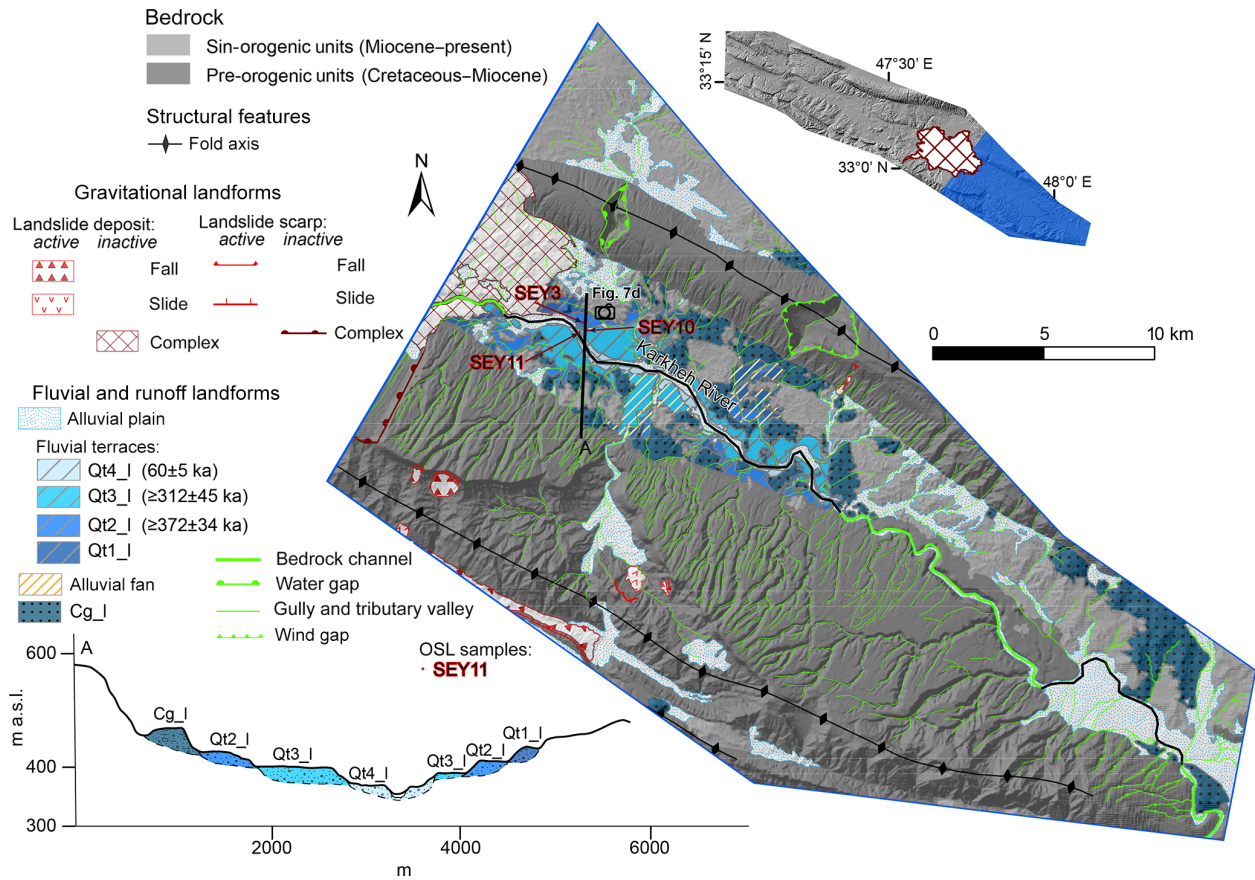 Bedrock
Sin-orogenic units (Miocene–present)
Pre-orogenic units (Cretaceous–Miocene)
Structural features
Fold axis
Gravitational landforms
Landslide deposit:
active inactive
Landslide scarp:
active inactive
Fall
Fall
Slide
Slide
Complex
Complex
Fluvial and runoff landforms
Alluvial plain
Fluvial terraces:
Qt4_l (60±5 ka)
Qt3_l (≥312±45 ka)
Qt2_l (≥372±34 ka)
Qt1_l
Alluvial fan
Cg_l
Bedrock channel
Water gap
Gully and tributary valley
Wind gap
OSL samples:
SEY11
N
SEY3
Fig. 7d
SEY10
SEY11
Karkheh River
A
33°15' N
47°30' E
33°0' N
48°0' E
0 5 10 km
600
400
300
m a.s.l.
A
Cg_l
Qt2_l
Qt3_l
Qt4_l
Qt3_l
Qt2_l
Qt1_l
2000 4000 6000
m